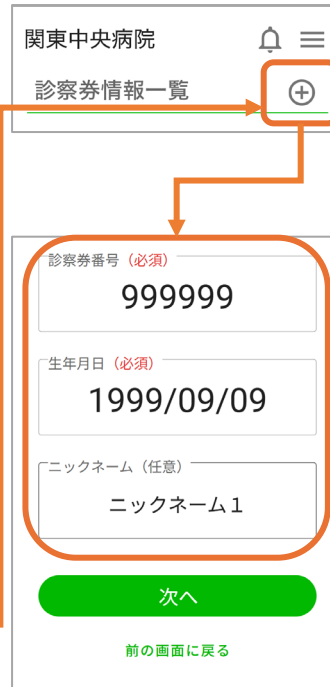 関東中央病院
診察券情報一覧
診察券番号（必須）
999999
生年月日（必須）
1999/09/09
ニックネーム（任意）
ニックネーム１
次へ
前の画面に戻る